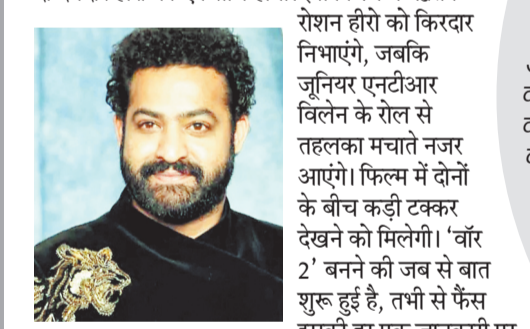 रोशन हीरो को किरदार
निभाएंगे, जबकि
जूनियर एनटीआर
विलेन के रोल से
तहलका मचाते नजर
आएंगे। फिल्म में दोनों
के बीच कड़ी टक्कर
देखने को मिलेगी। ‘वॉर
2’ बनने की जब से बात
शुरू हुई है, तभी से फैंस